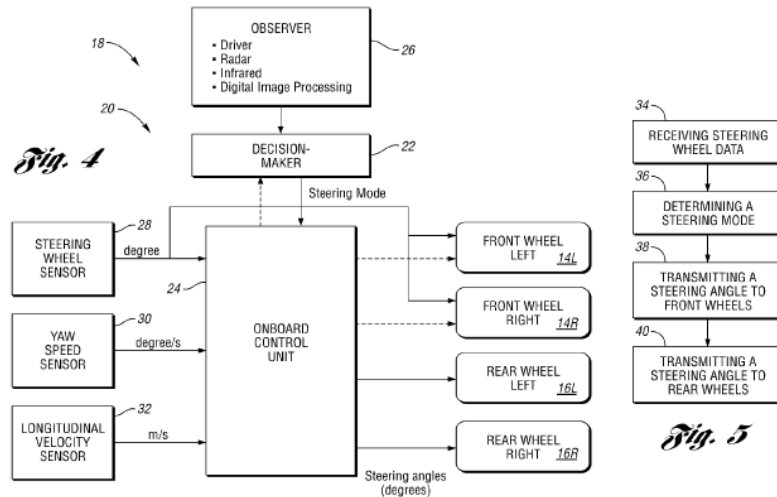 OBSERVER
▪ Driver
▪ Radar
▪ Infrared
▪ Digital Image Processing
18
26
20
Fig. 4
DECISION-
MAKER
22
Steering Mode
28
STEERING
WHEEL
SENSOR
degree
24
FRONT WHEEL
LEFT 14L
30
YAW
SPEED
SENSOR
degree/s
ONBOARD
CONTROL
UNIT
FRONT WHEEL
RIGHT 14R
REAR WHEEL
LEFT 16L
32
LONGITUDINAL
VELOCITY
SENSOR
m/s
REAR WHEEL
RIGHT 16R
Steering angles
(degrees)
34
RECEIVING STEERING
WHEEL DATA
36
DETERMINING A
STEERING MODE
38
TRANSMITTING A
STEERING ANGLE TO
FRONT WHEELS
40
TRANSMITTING A
STEERING ANGLE TO
REAR WHEELS
Fig. 5